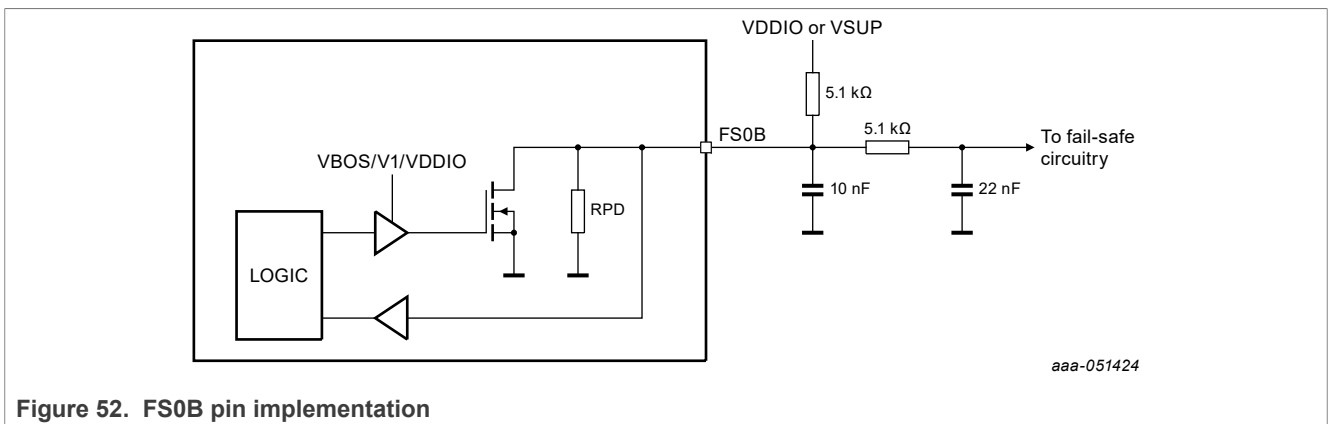 VDDIO or VSUP
5.1 kΩ
FS0B
5.1 kΩ
To fail-safe
circuitry
VBOS/V1/VDDIO
10 nF
22 nF
RPD
LOGIC
aaa-051424
Figure 52. FS0B pin implementation